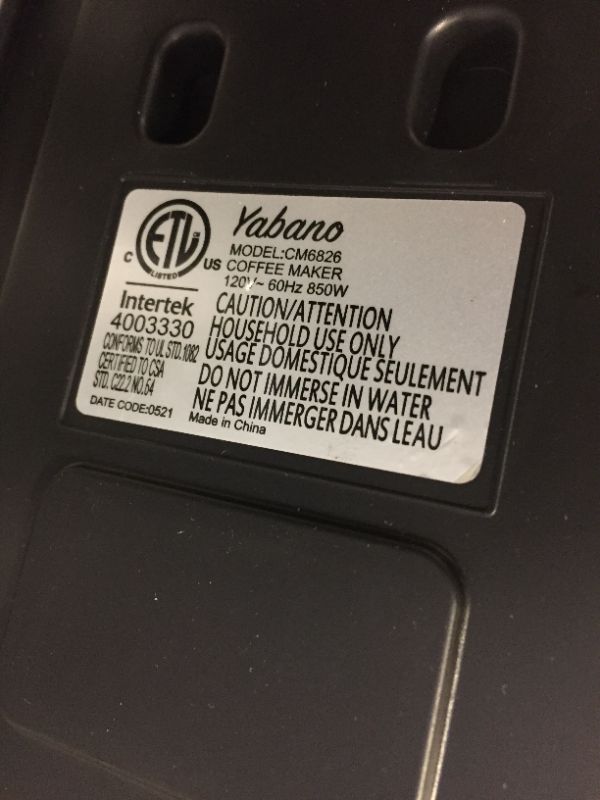 Yabano
MODEL:CM6826
C ETL US COFFEE MAKER
LISTED
120V~ 60Hz 850W
Intertek
4003330
CONFORMS TO UL STD.1082
CERTIFIED TO CSA
STD. C22.2 NO.64
DATE CODE:0521
CAUTION/ATTENTION
HOUSEHOLD USE ONLY
USAGE DOMESTIQUE SEULEMENT
DO NOT IMMERSE IN WATER
NE PAS IMMERGER DANS LEAU
Made in China